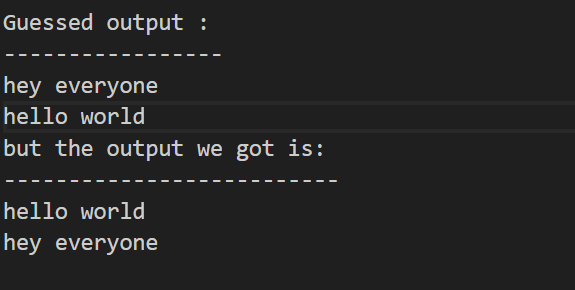 Guessed output :
-----------------
hey everyone
hello world
but the output we got is:
--------------------------
hello world
hey everyone